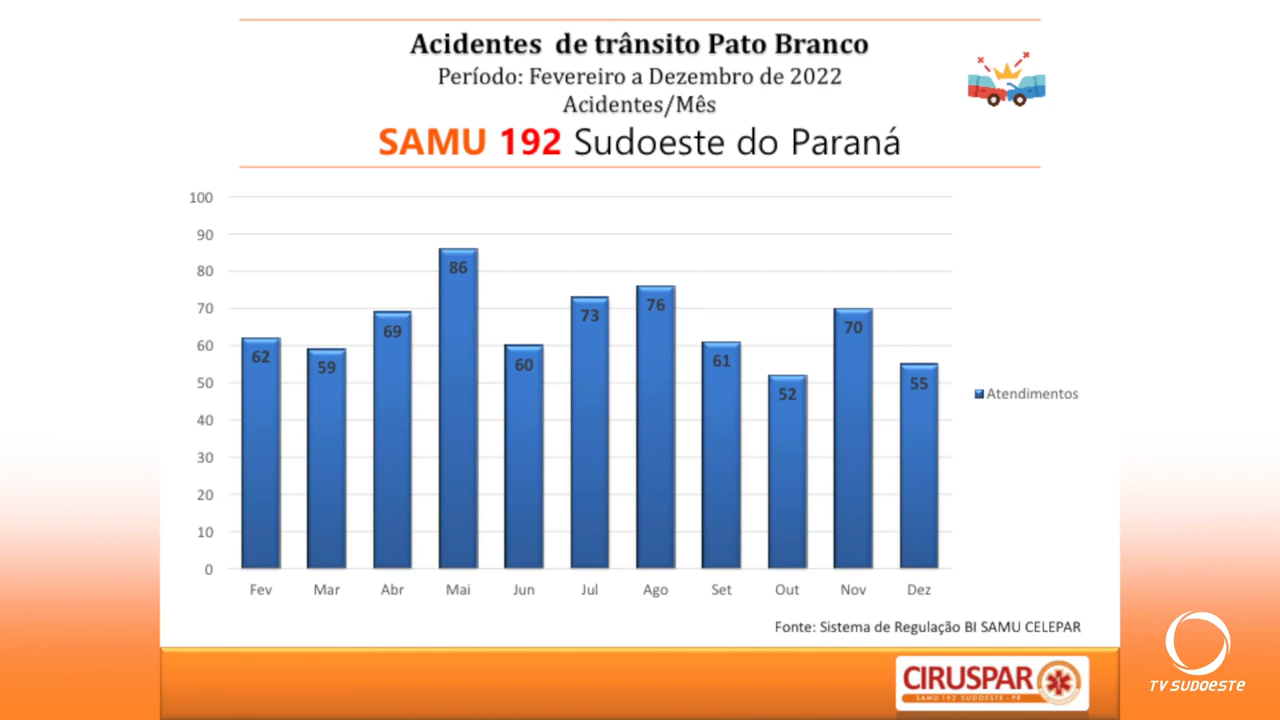 Acidentes de trânsito Pato Branco
Período: Fevereiro a Dezembro de 2022
Acidentes/Mês
SAMU 192 Sudoeste do Paraná
100
90
80
70
60
50
40
30
20
10
0
62
59
69
86
60
73
76
61
52
70
55
Fev Mar Abr Mai Jun Jul Ago Set Out Nov Dez
Atendimentos
Fonte: Sistema de Regulação BI SAMU CELEPAR
CIRUSPAR
SAMU 192 SUDOESTE - PR
TV SUDOESTE